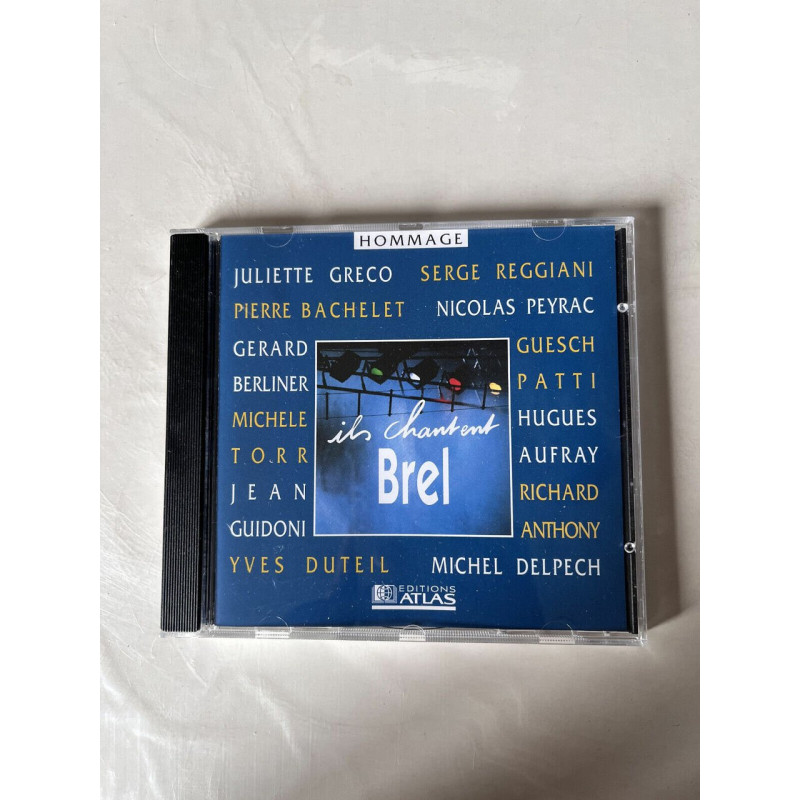 HOMMAGE
JULIETTE GRECO SERGE REGGIANI
PIERRE BACHELET NICOLAS PEYRAC
GERARD
BERLINER
MICHELE
TORR
JEAN
GUIDONI
ils chantent
Brel
GUESCH
PATTI
HUGUES
AUFRAY
RICHARD
ANTHONY
YVES DUTEIL MICHEL DELPECH
EDITIONS
ATLAS